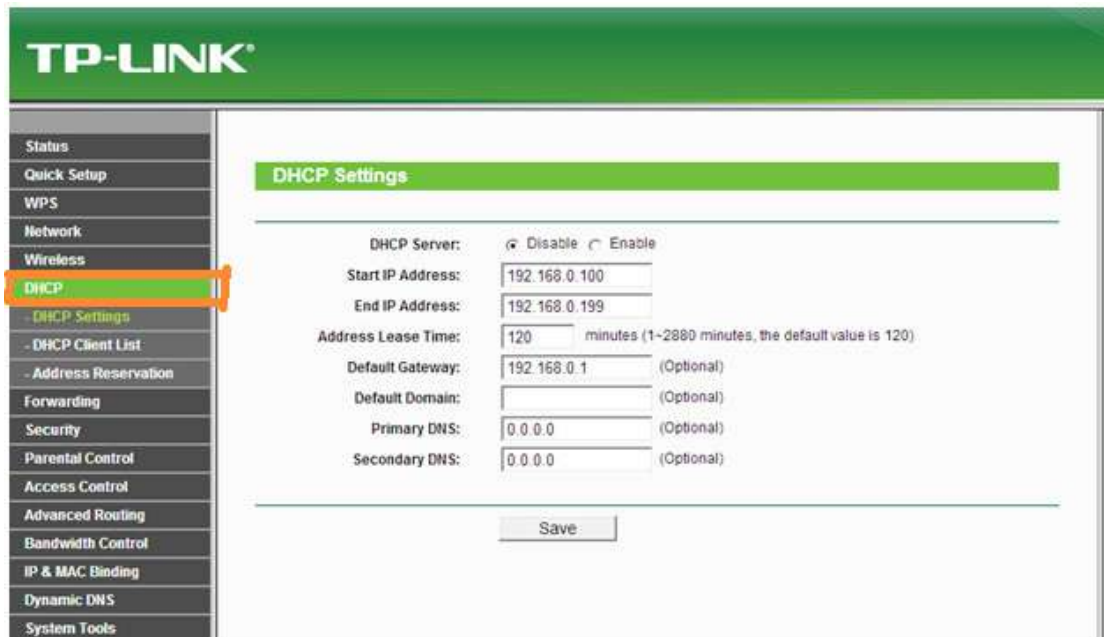 TP-LINK®
Status
Quick Setup
WPS
Network
Wireless
DHCP
- DHCP Settings
- DHCP Client List
- Address Reservation
Forwarding
Security
Parental Control
Access Control
Advanced Routing
Bandwidth Control
IP & MAC Binding
Dynamic DNS
System Tools
DHCP Settings
DHCP Server: Disable Enable
Start IP Address: 192.168.0.100
End IP Address: 192.168.0.199
Address Lease Time: 120 minutes (1~2880 minutes, the default value is 120)
Default Gateway: 192.168.0.1 (Optional)
Default Domain: (Optional)
Primary DNS: 0.0.0.0 (Optional)
Secondary DNS: 0.0.0.0 (Optional)
Save